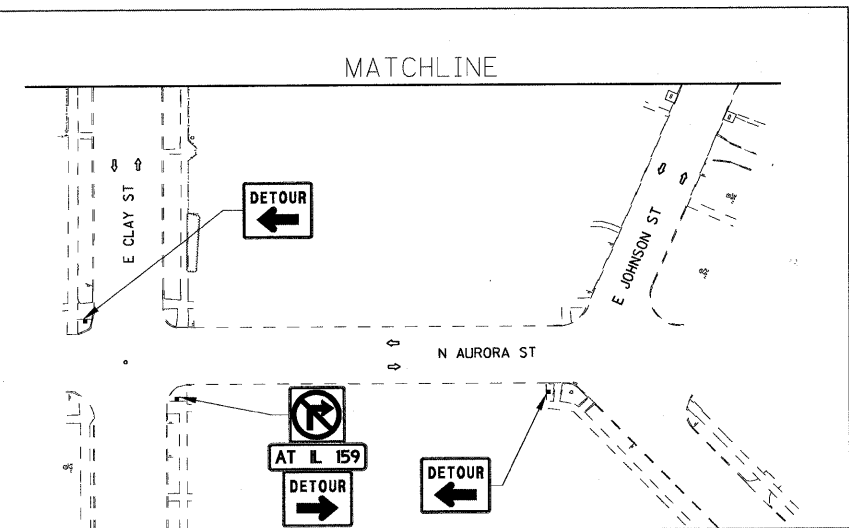 MATCHLINE
DETOUR
E CLAY ST
E JOHNSON ST
N AURORA ST
AT IL 159
DETOUR
DETOUR